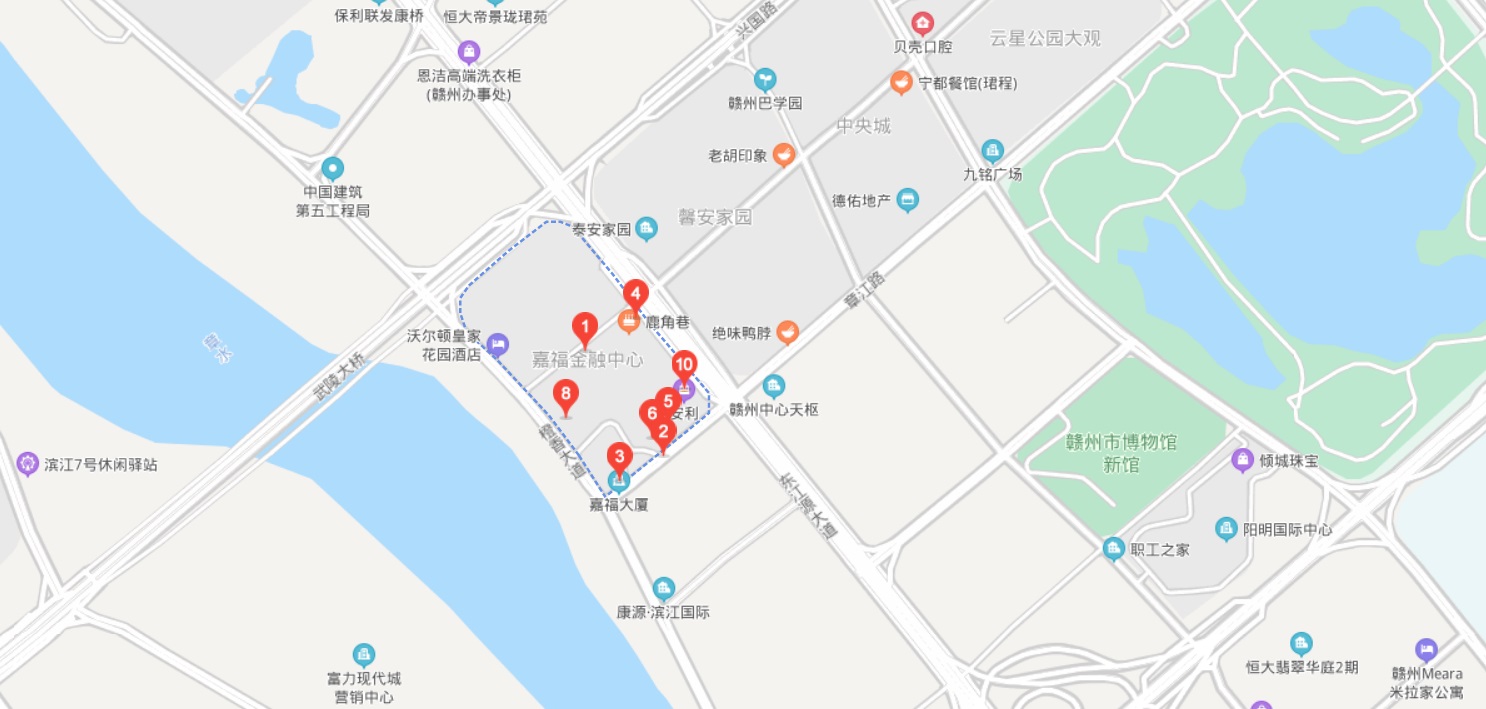 保利联发康桥
恒大帝景珑珺苑
兴国路
贝壳口腔
云星公园大观
恩洁高端洗衣柜
(赣州办事处)
赣州巴学园
宁都餐馆(珺程)
中央城
老胡印象
九铭广场
中国建筑
第五工程局
德佑地产
馨安家园
泰安家园
章江路
4
鹿角巷
1
绝味鸭脖
沃尔顿皇家
花园酒店
章水
嘉福金融中心
武陵大桥
10
8
5
6
安利
2
赣州中心天枢
橙香大道
3
嘉福大厦
赣州市博物馆
新馆
滨江7号休闲驿站
倾城珠宝
东江源大道
阳明国际中心
职工之家
康源·滨江国际
富力现代城
营销中心
恒大翡翠华庭2期
赣州Meara
米拉家公寓